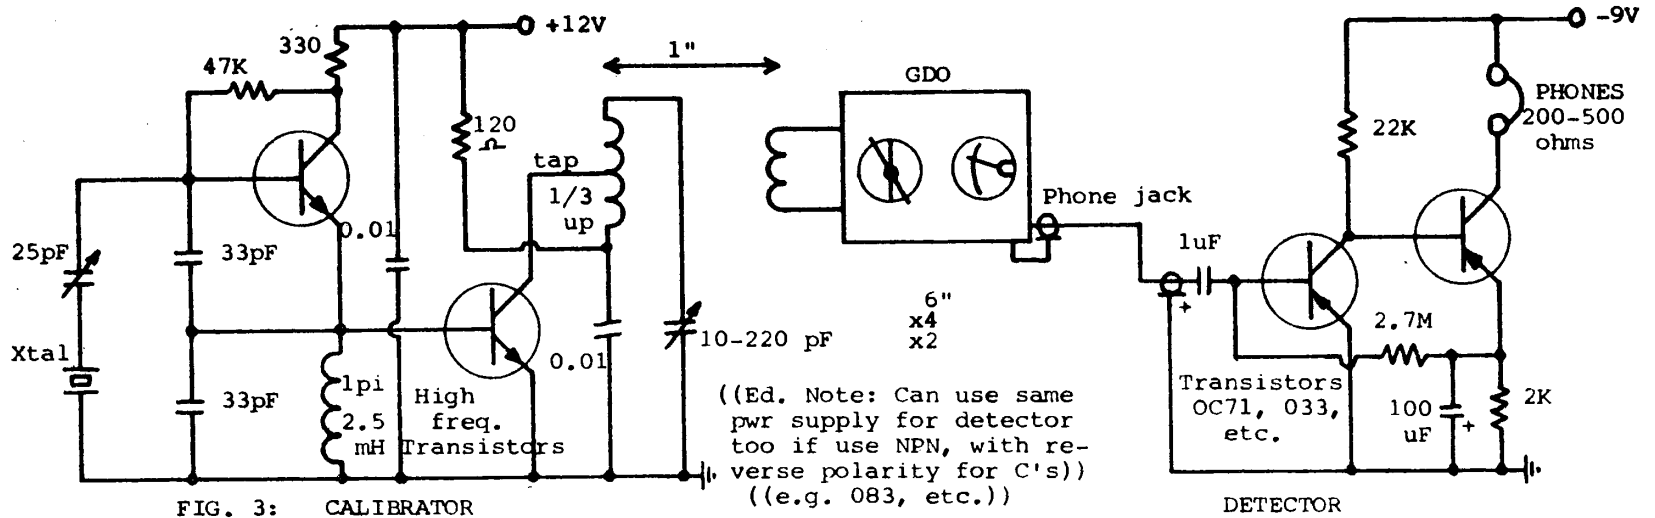 +12V
330
47K
1"
120
Ω
tap
1/3
up
0.01
25pF
33pF
Xtal
33pF
1pi
2.5
mH
High
freq.
Transistors
0.01
10-220 pF
FIG. 3: CALIBRATOR
GDO
Phone jack
6"
x4
x2
((Ed. Note: Can use same
pwr supply for detector
too if use NPN, with re-
verse polarity for C's))
((e.g. 083, etc.))
-9V
PHONES
200-500
ohms
22K
1uF
+
2.7M
Transistors
OC71, 033,
etc.
100
uF
+
2K
DETECTOR